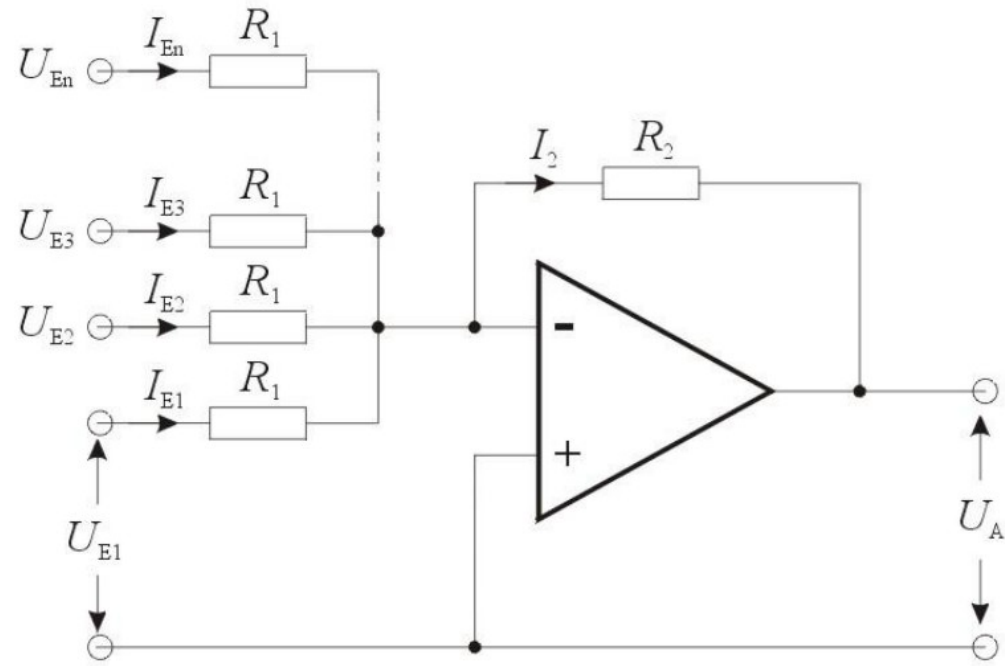 I_En R_1
U_En
I_E3 R_1
U_E3
I_2 R_2
I_E2 R_1
U_E2
-
I_E1 R_1
+
U_E1
U_A